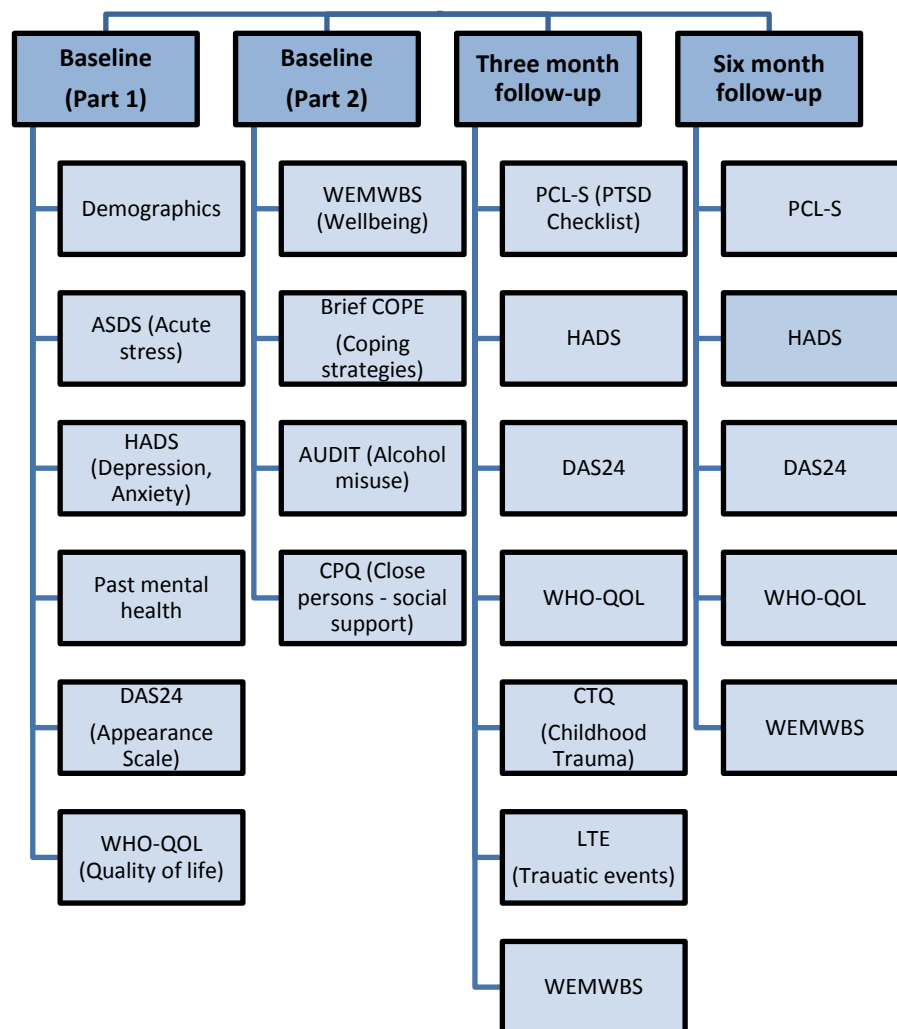 Baseline
(Part 1)
Demographics
ASDS (Acute
stress)
HADS
(Depression,
Anxiety)
Past mental
health
DAS24
(Appearance
Scale)
WHO-QOL
(Quality of life)
Baseline
(Part 2)
WEMWBS
(Wellbeing)
Brief COPE
(Coping
strategies)
AUDIT (Alcohol
misuse)
CPQ (Close
persons - social
support)
Three month
follow-up
PCL-S (PTSD
Checklist)
HADS
DAS24
WHO-QOL
CTQ
(Childhood
Trauma)
LTE
(Trauatic events)
WEMWBS
Six month
follow-up
PCL-S
HADS
DAS24
WHO-QOL
WEMWBS